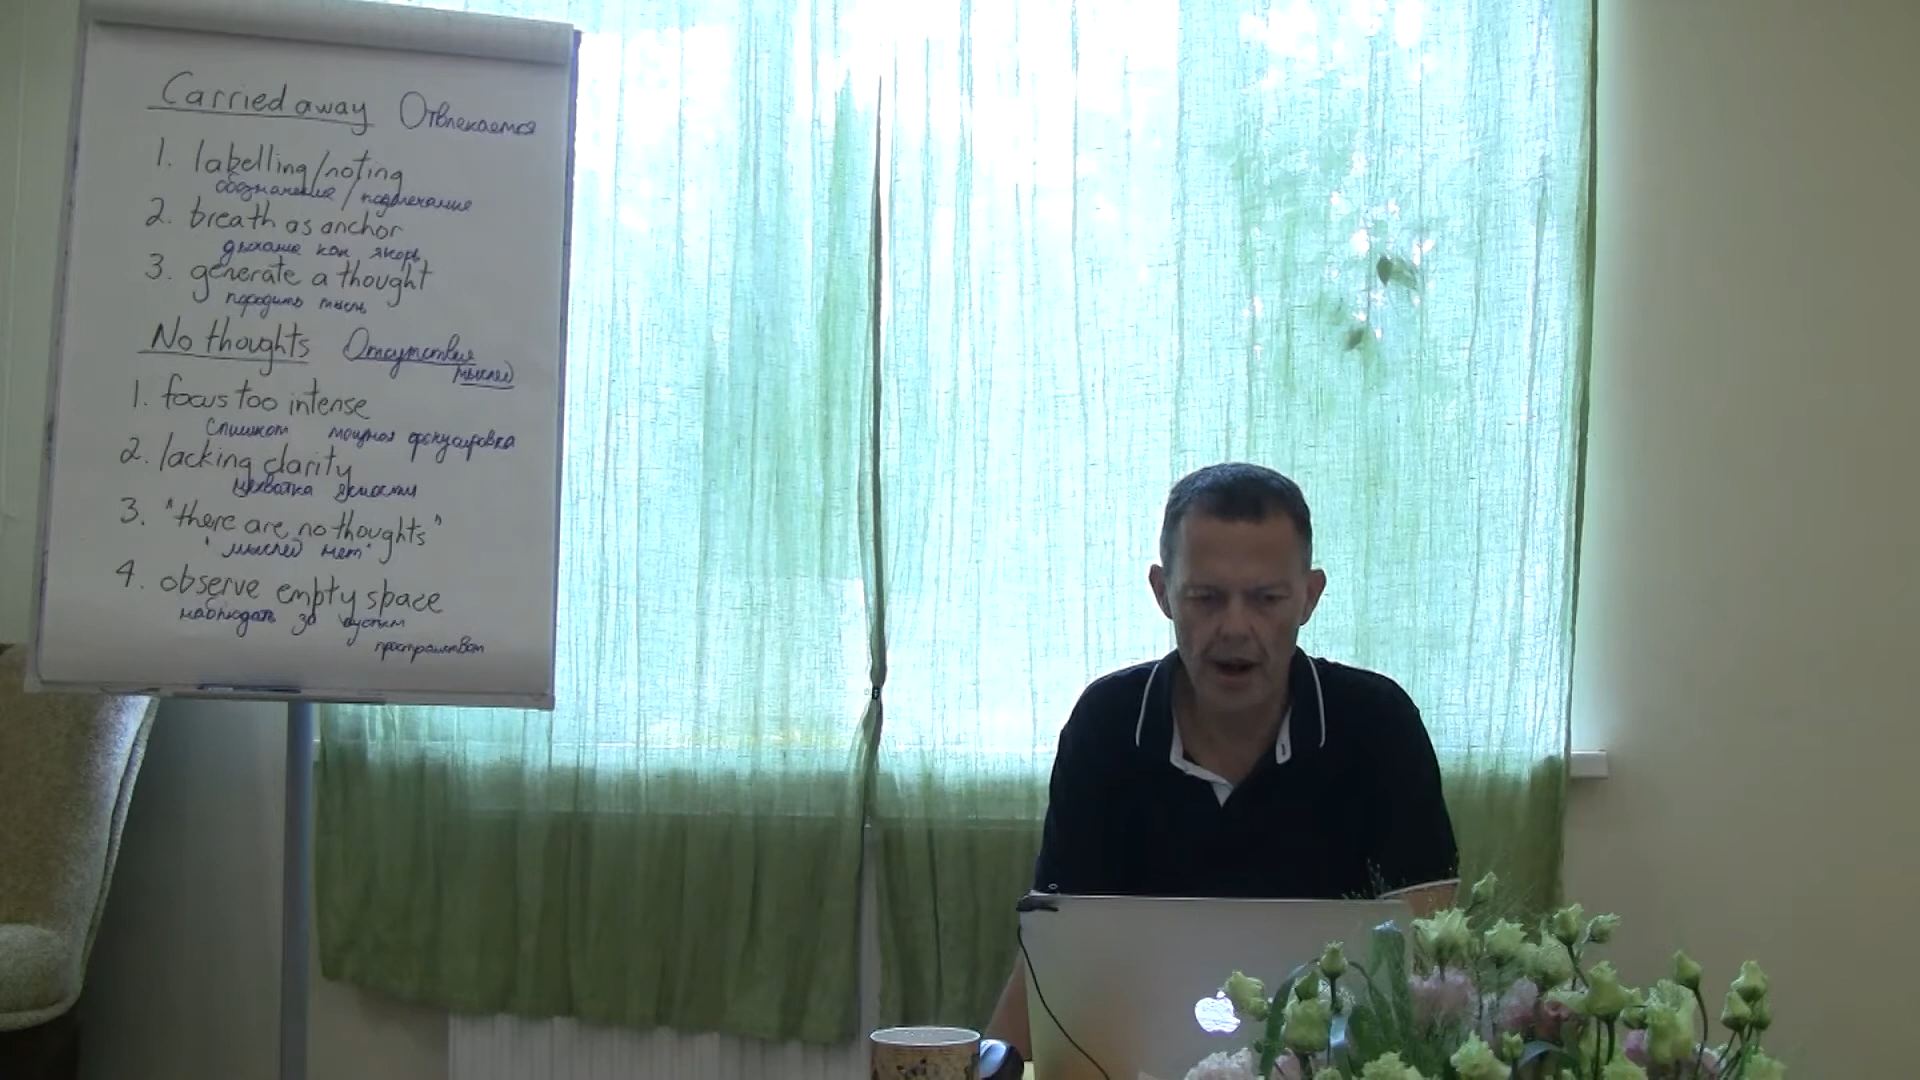 Carried away Отвлекаемся
1. labelling/noting
обозначение / подмечание
2. breath as anchor
дыхание как якорь
3. generate a thought
породить мысль
No thoughts Отсутствие
мыслей
1. focus too intense
Слишком мощная фокусировка
2. lacking clarity
нехватка ясности
3. "there are no thoughts"
"мыслей нет"
4. observe empty space
наблюдать за пустым
пространством